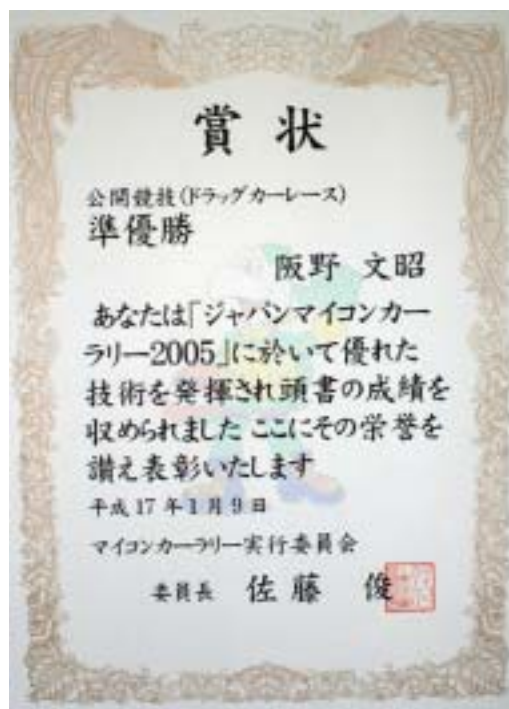 賞状
公開競技(ドラッグカーレース)
準優勝
阪野 文昭
あなたは「ジャパンマイコンカー
ラリー2005」に於いて優れた
技術を発揮され頭書の成績を
収められました ここにその栄誉を
讃え表彰いたします
平成17年1月9日
マイコンカーラリー実行委員会
委員長 佐藤 俊